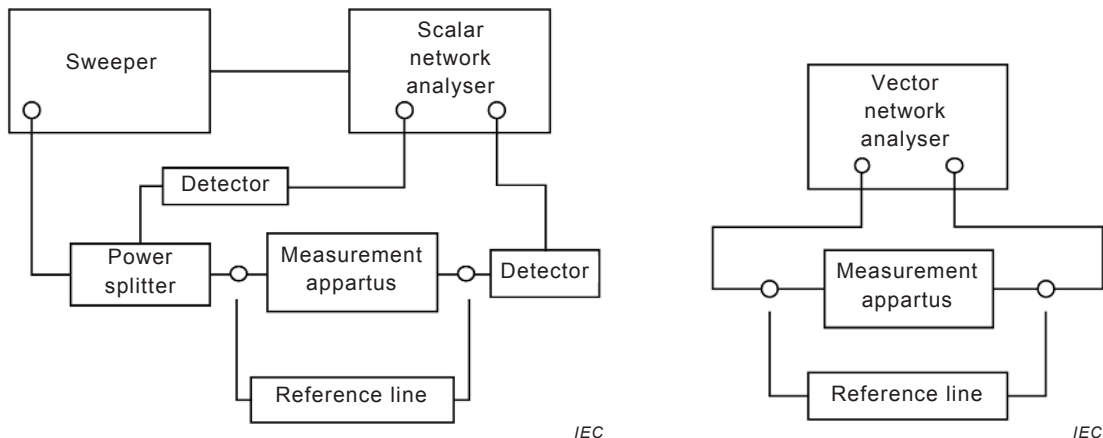 Sweeper
Scalar
network
analyser
Detector
Power
splitter
Measurement
appartus
Detector
Reference line
IEC
Vector
network
analyser
Measurement
appartus
Reference line
IEC